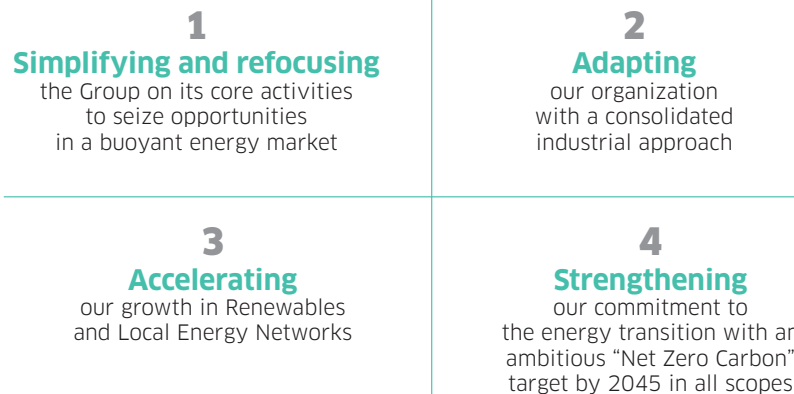 1
Simplifying and refocusing
the Group on its core activities
to seize opportunities
in a buoyant energy market
2
Adapting
our organization
with a consolidated
industrial approach
3
Accelerating
our growth in Renewables
and Local Energy Networks
4
Strengthening
our commitment to
the energy transition with an
ambitious “Net Zero Carbon”
target by 2045 in all scopes